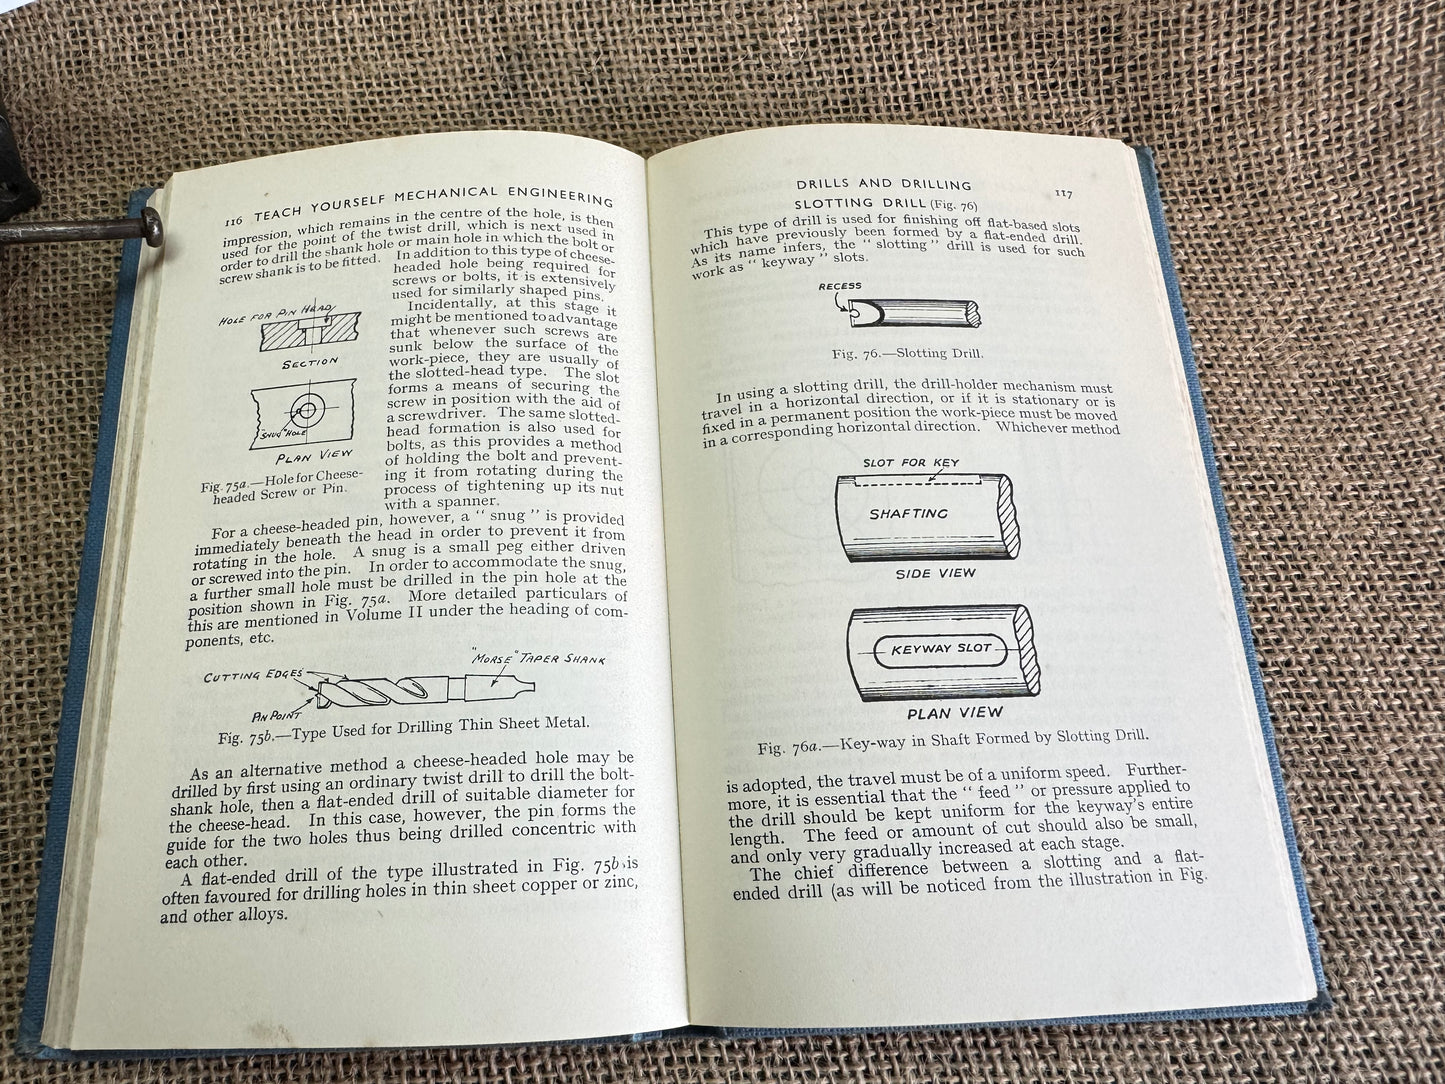 116 TEACH YOURSELF MECHANICAL ENGINEERING
impression, which remains in the centre of the hole, is then
used for the point of the twist drill, which is next used in
order to drill the shank hole or main hole in which the bolt or
screw shank is to be fitted. In addition to this type of cheese-
headed hole being required for
screws or bolts, it is extensively
used for similarly shaped pins.
Incidentally, at this stage it
might be mentioned to advantage
that whenever such screws are
sunk below the surface of the
work-piece, they are usually of
the slotted-head type. The slot
forms a means of securing the
screw in position with the aid of
a screwdriver. The same slotted-
head formation is also used for
bolts, as this provides a method
of holding the bolt and prevent-
ing it from rotating during the
process of tightening up its nut
with a spanner.
HOLE FOR PIN HEAD
SECTION
"SNUG" HOLE
PLAN VIEW
Fig. 75a.—Hole for Cheese-
headed Screw or Pin.
For a cheese-headed pin, however, a “ snug ” is provided
immediately beneath the head in order to prevent it from
rotating in the hole. A snug is a small peg either driven
or screwed into the pin. In order to accommodate the snug,
a further small hole must be drilled in the pin hole at the
position shown in Fig. 75a. More detailed particulars of
this are mentioned in Volume II under the heading of com-
ponents, etc.
CUTTING EDGES
"MORSE" TAPER SHANK
PIN POINT
Fig. 75b.—Type Used for Drilling Thin Sheet Metal.
As an alternative method a cheese-headed hole may be
drilled by first using an ordinary twist drill to drill the bolt-
shank hole, then a flat-ended drill of suitable diameter for
the cheese-head. In this case, however, the pin forms the
guide for the two holes thus being drilled concentric with
each other.
A flat-ended drill of the type illustrated in Fig. 75b is
often favoured for drilling holes in thin sheet copper or zinc,
and other alloys.
DRILLS AND DRILLING 117
SLOTTING DRILL (Fig. 76)
This type of drill is used for finishing off flat-based slots
which have previously been formed by a flat-ended drill.
As its name infers, the “ slotting ” drill is used for such
work as “ keyway ” slots.
RECESS
Fig. 76.—Slotting Drill.
In using a slotting drill, the drill-holder mechanism must
travel in a horizontal direction, or if it is stationary or is
fixed in a permanent position the work-piece must be moved
in a corresponding horizontal direction. Whichever method
SLOT FOR KEY
SHAFTING
SIDE VIEW
KEYWAY SLOT
PLAN VIEW
Fig. 76a.—Key-way in Shaft Formed by Slotting Drill.
is adopted, the travel must be of a uniform speed. Further-
more, it is essential that the “ feed ” or pressure applied to
the drill should be kept uniform for the keyway’s entire
length. The feed or amount of cut should also be small,
and only very gradually increased at each stage.
The chief difference between a slotting and a flat-
ended drill (as will be noticed from the illustration in Fig.